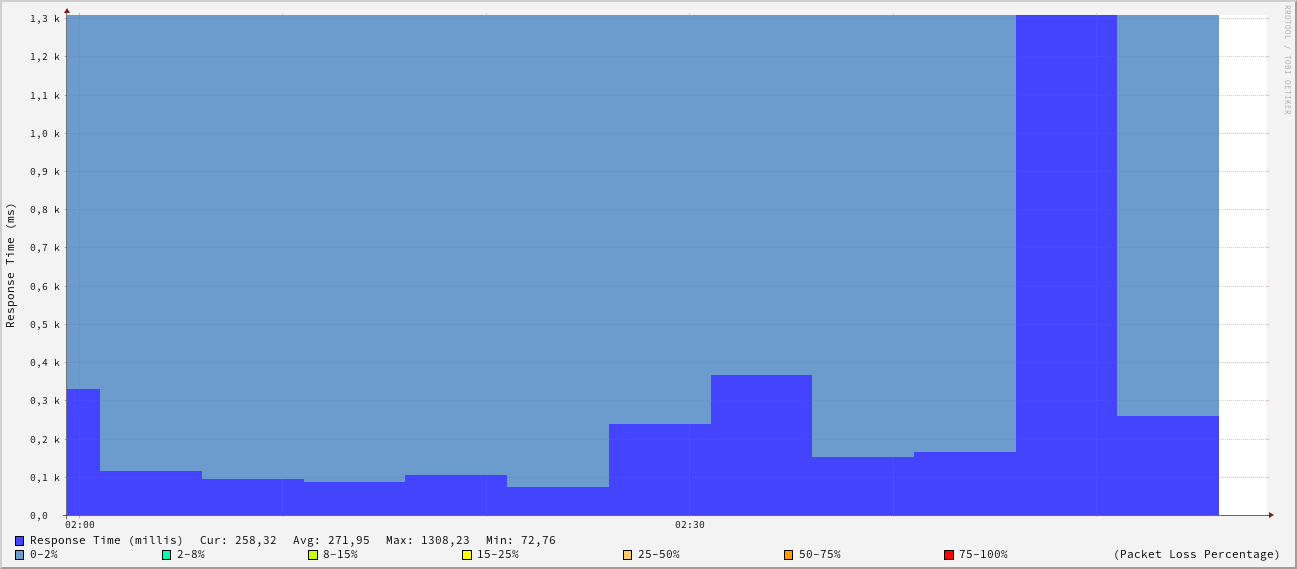 RRDTOOL / TOBI OETIKER
Response Time (ms)
1,3 k
1,2 k
1,1 k
1,0 k
0,9 k
0,8 k
0,7 k
0,6 k
0,5 k
0,4 k
0,3 k
0,2 k
0,1 k
0,0
02:00 02:30
Response Time (millis) Cur: 258,32 Avg: 271,95 Max: 1308,23 Min: 72,76
0-2% 2-8% 8-15% 15-25% 25-50% 50-75% 75-100% (Packet Loss Percentage)